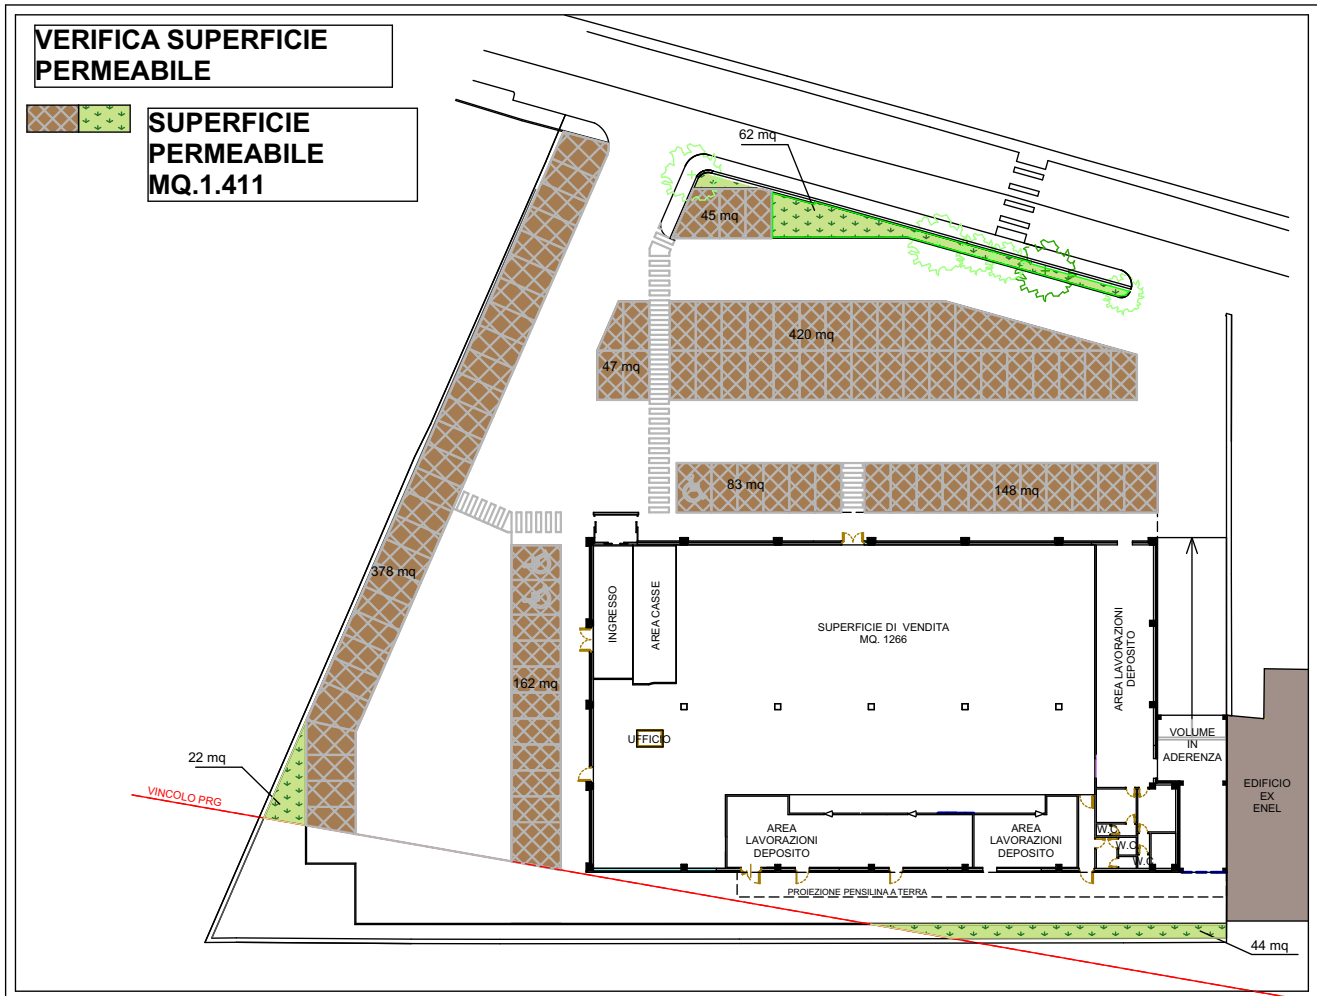 VERIFICA SUPERFICIE
PERMEABILE
SUPERFICIE
PERMEABILE
MQ.1.411
62 mq
45 mq
420 mq
47 mq
83 mq
148 mq
378 mq
INGRESSO
AREA CASSE
SUPERFICIE DI VENDITA
MQ. 1266
AREA LAVORAZIONI
DEPOSITO
162 mq
UFFICIO
22 mq
VINCOLO PRG
VOLUME
IN
ADERENZA
EDIFICIO
EX
ENEL
AREA
LAVORAZIONI
DEPOSITO
AREA
LAVORAZIONI
DEPOSITO
W.C
W.C
W.C
PROIEZIONE PENSILINA A TERRA
44 mq